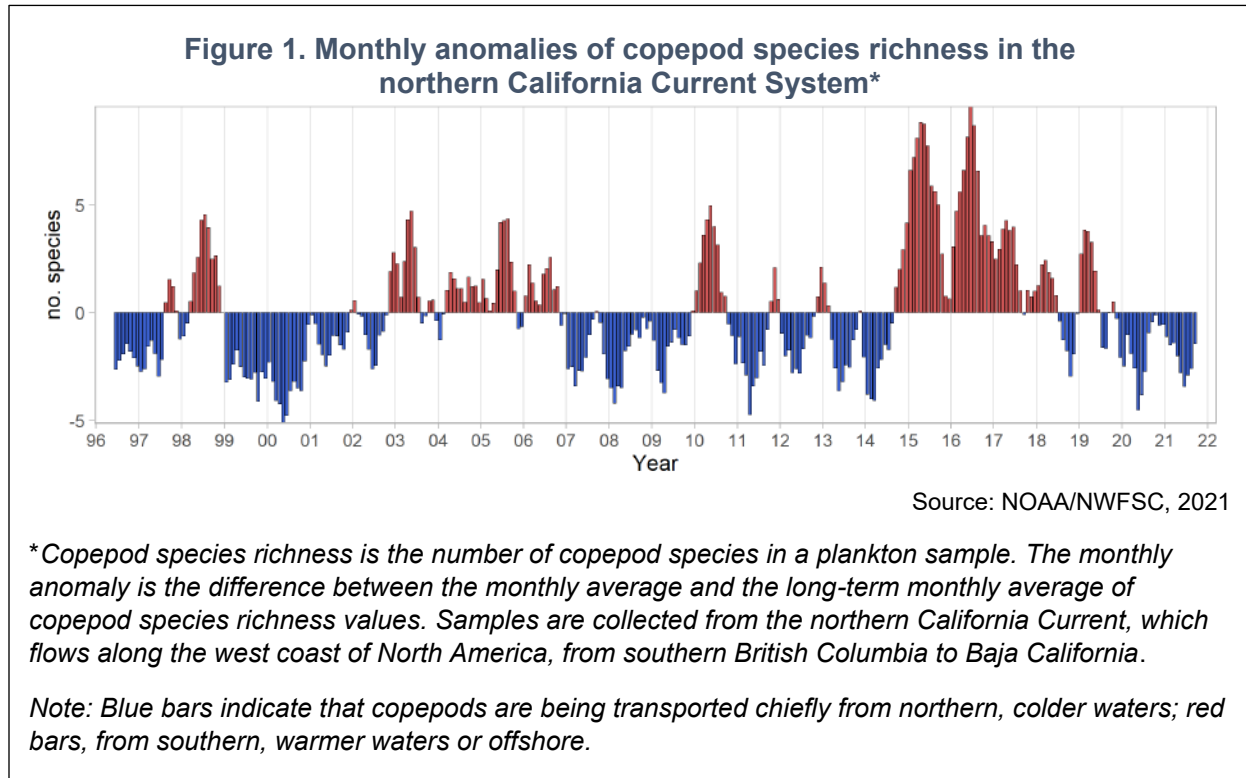 Figure 1. Monthly anomalies of copepod species richness in the
northern California Current System*
no. species
5
0
-5
96 97 98 99 00 01 02 03 04 05 06 07 08 09 10 11 12 13 14 15 16 17 18 19 20 21 22
Year
Source: NOAA/NWFSC, 2021
*Copepod species richness is the number of copepod species in a plankton sample. The monthly
anomaly is the difference between the monthly average and the long-term monthly average of
copepod species richness values. Samples are collected from the northern California Current, which
flows along the west coast of North America, from southern British Columbia to Baja California.
Note: Blue bars indicate that copepods are being transported chiefly from northern, colder waters; red
bars, from southern, warmer waters or offshore.